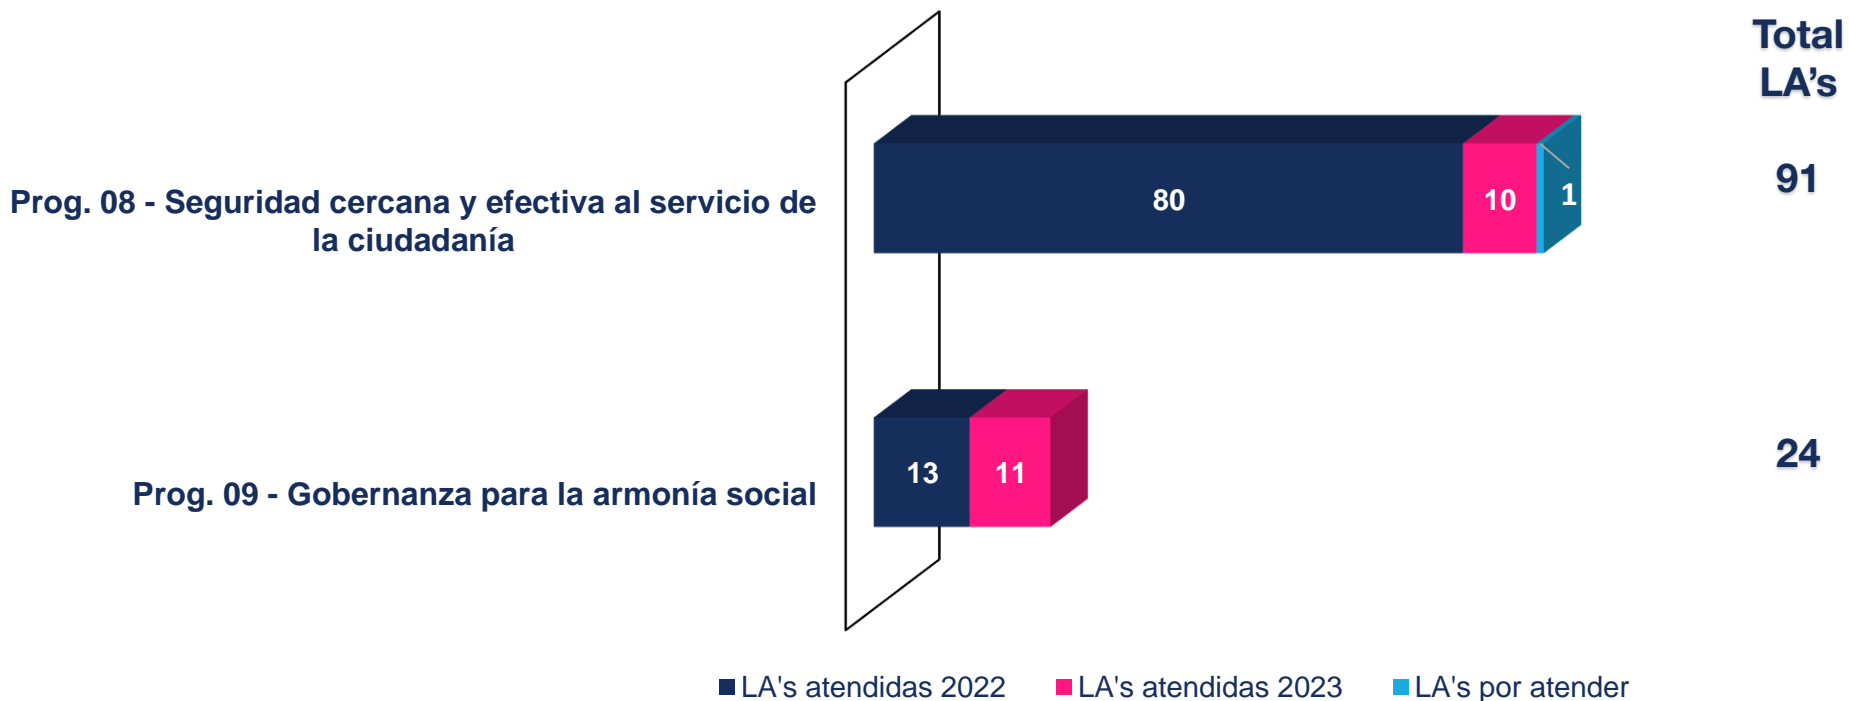 Total
LA’s
Prog. 08 - Seguridad cercana y efectiva al servicio de
la ciudadanía
80
10
1
91
Prog. 09 - Gobernanza para la armonía social
13
11
24
LA's atendidas 2022
LA's atendidas 2023
LA's por atender